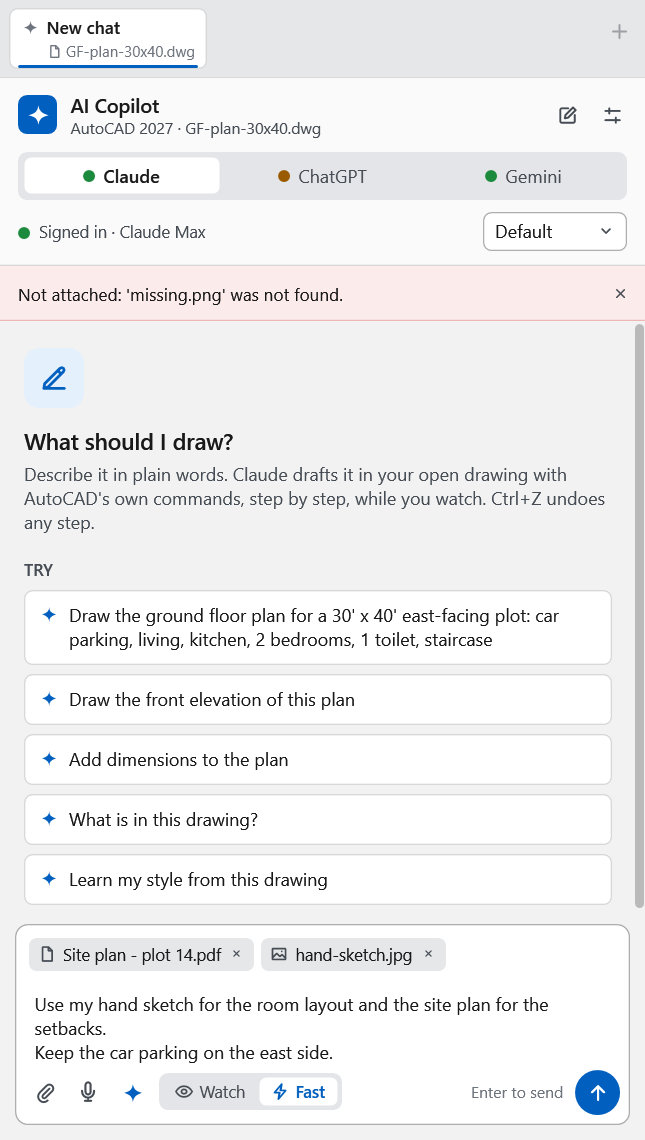 New chat
GF-plan-30x40.dwg
AI Copilot
AutoCAD 2027 · GF-plan-30x40.dwg
Claude
ChatGPT
Gemini
Signed in · Claude Max
Default
Not attached: 'missing.png' was not found.
What should I draw?
Describe it in plain words. Claude drafts it in your open drawing with
AutoCAD's own commands, step by step, while you watch. Ctrl+Z undoes
any step.
TRY
Draw the ground floor plan for a 30' x 40' east-facing plot: car
parking, living, kitchen, 2 bedrooms, 1 toilet, staircase
Draw the front elevation of this plan
Add dimensions to the plan
What is in this drawing?
Learn my style from this drawing
Site plan - plot 14.pdf
hand-sketch.jpg
Use my hand sketch for the room layout and the site plan for the
setbacks.
Keep the car parking on the east side.
Watch
Fast
Enter to send